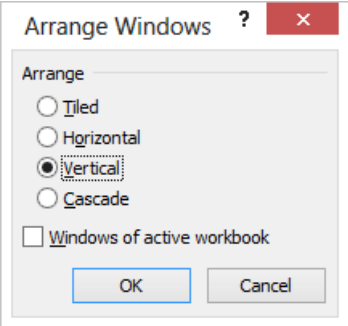 Arrange Windows ?
Arrange
Tiled
Horizontal
Vertical
Cascade
Windows of active workbook
OK Cancel